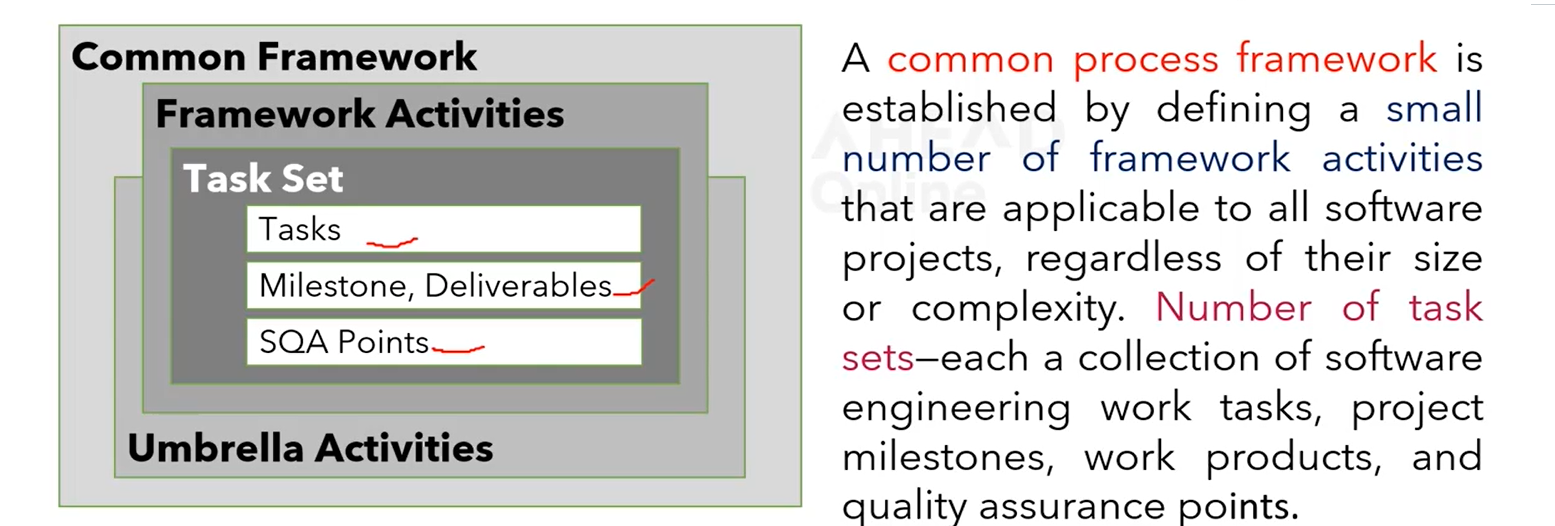 Common Framework
Framework Activities
Task Set
Tasks
Milestone, Deliverables
SQA Points
Umbrella Activities
A common process framework is
established by defining a small
number of framework activities
that are applicable to all software
projects, regardless of their size
or complexity. Number of task
sets—each a collection of software
engineering work tasks, project
milestones, work products, and
quality assurance points.
AHEAD
Online